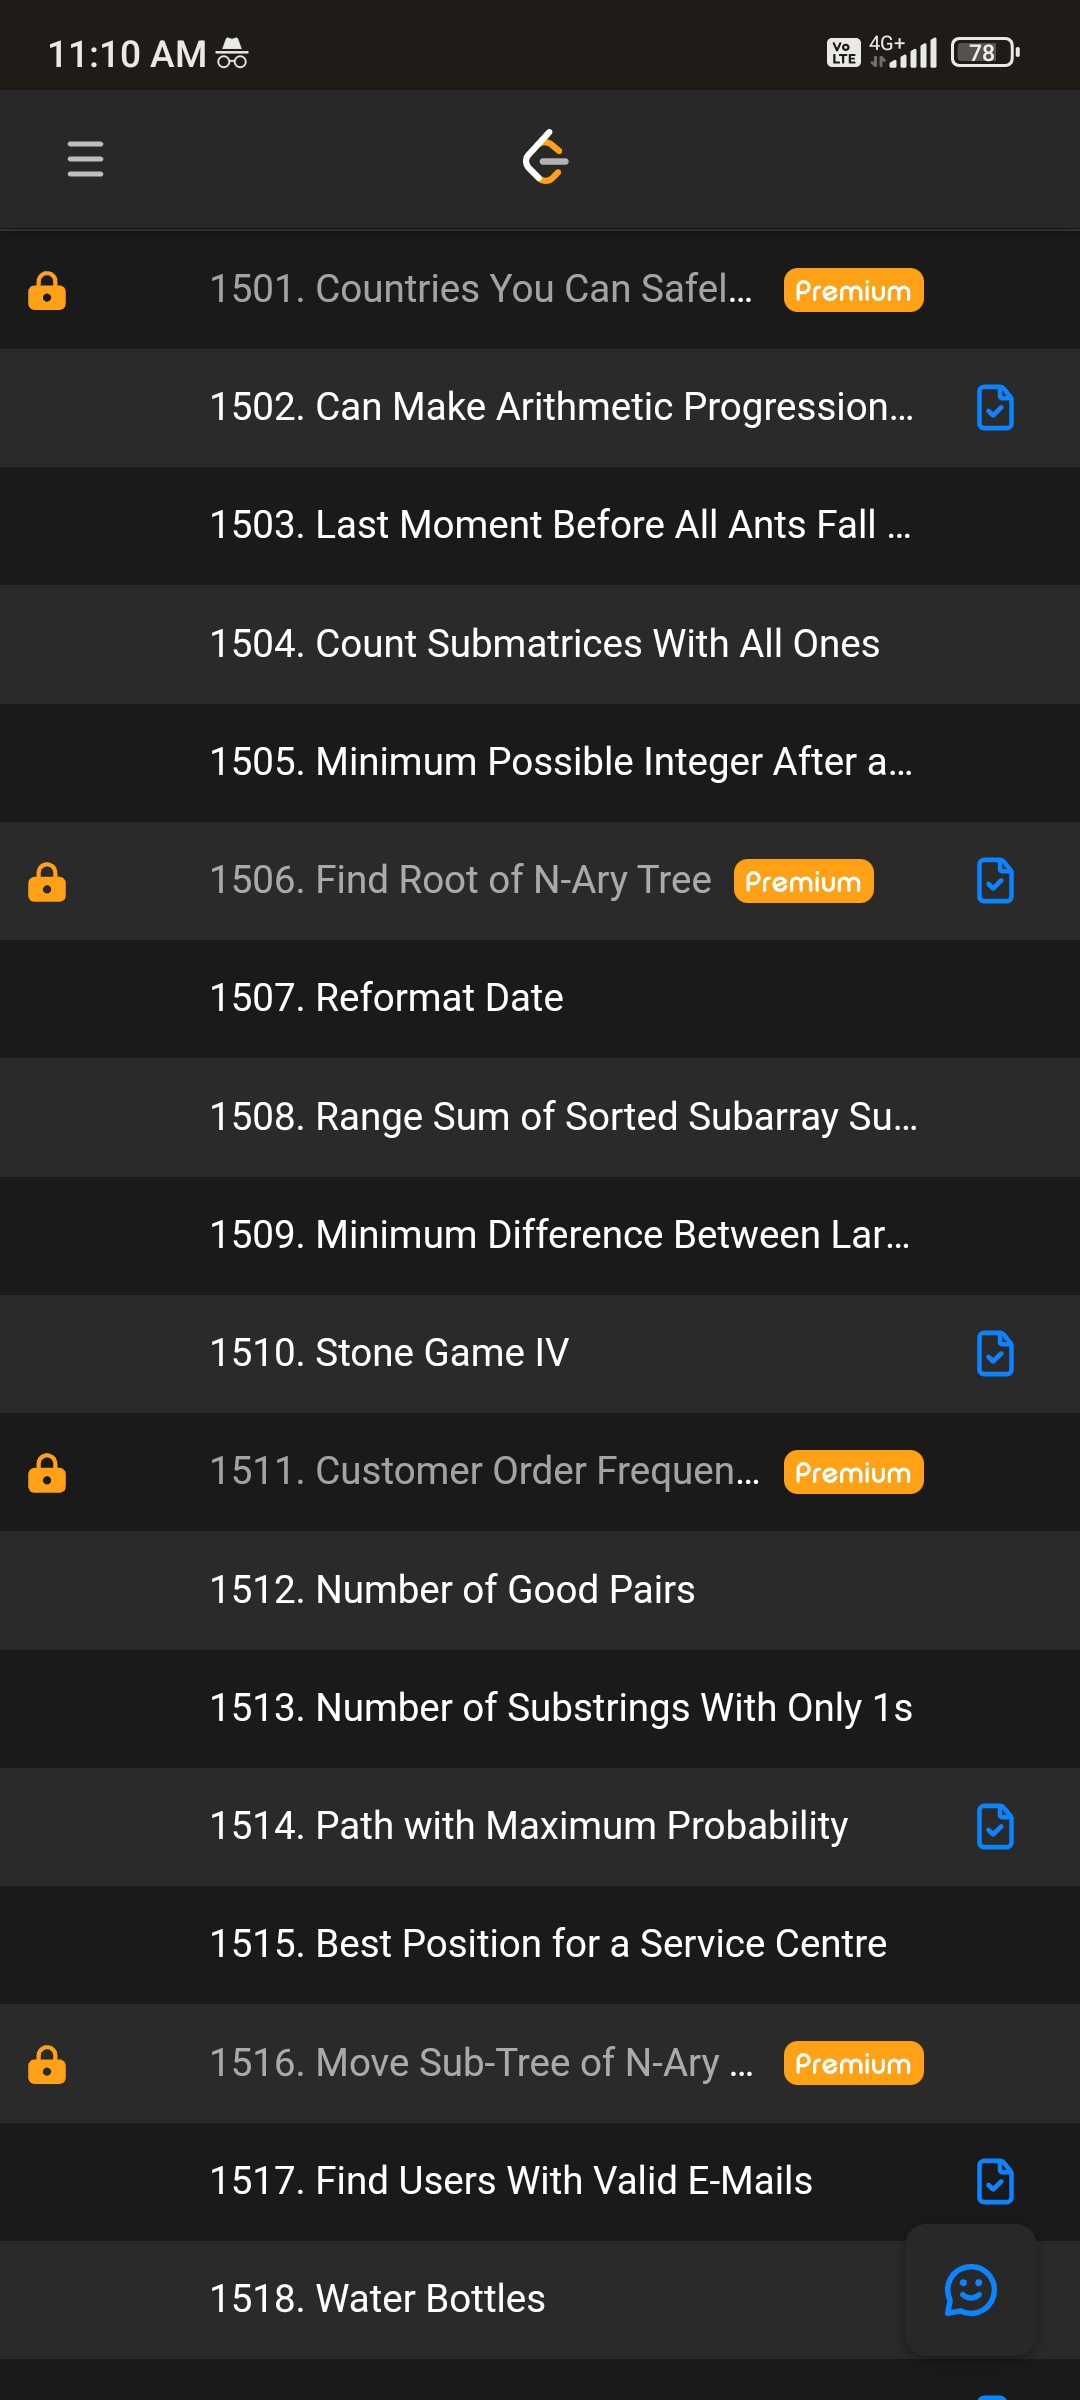 11:10 AM
Vo LTE 4G+ 78
1501. Countries You Can Safel... Premium
1502. Can Make Arithmetic Progression...
1503. Last Moment Before All Ants Fall ...
1504. Count Submatrices With All Ones
1505. Minimum Possible Integer After a...
1506. Find Root of N-Ary Tree Premium
1507. Reformat Date
1508. Range Sum of Sorted Subarray Su...
1509. Minimum Difference Between Lar...
1510. Stone Game IV
1511. Customer Order Frequen... Premium
1512. Number of Good Pairs
1513. Number of Substrings With Only 1s
1514. Path with Maximum Probability
1515. Best Position for a Service Centre
1516. Move Sub-Tree of N-Ary ... Premium
1517. Find Users With Valid E-Mails
1518. Water Bottles